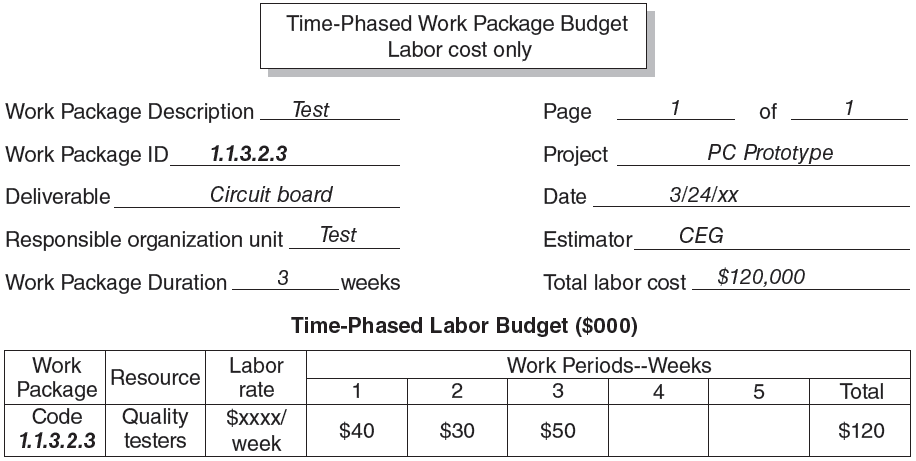 Time-Phased Work Package Budget
Labor cost only
Work Package Description Test
Page 1 of 1
Work Package ID 1.1.3.2.3
Project PC Prototype
Deliverable Circuit board
Date 3/24/xx
Responsible organization unit Test
Estimator CEG
Work Package Duration 3 weeks
Total labor cost $120,000
Time-Phased Labor Budget ($000)
Work Package Resource Labor rate Work Periods--Weeks
1 2 3 4 5 Total
Code 1.1.3.2.3 Quality testers $xxxx/ week $40 $30 $50 $120